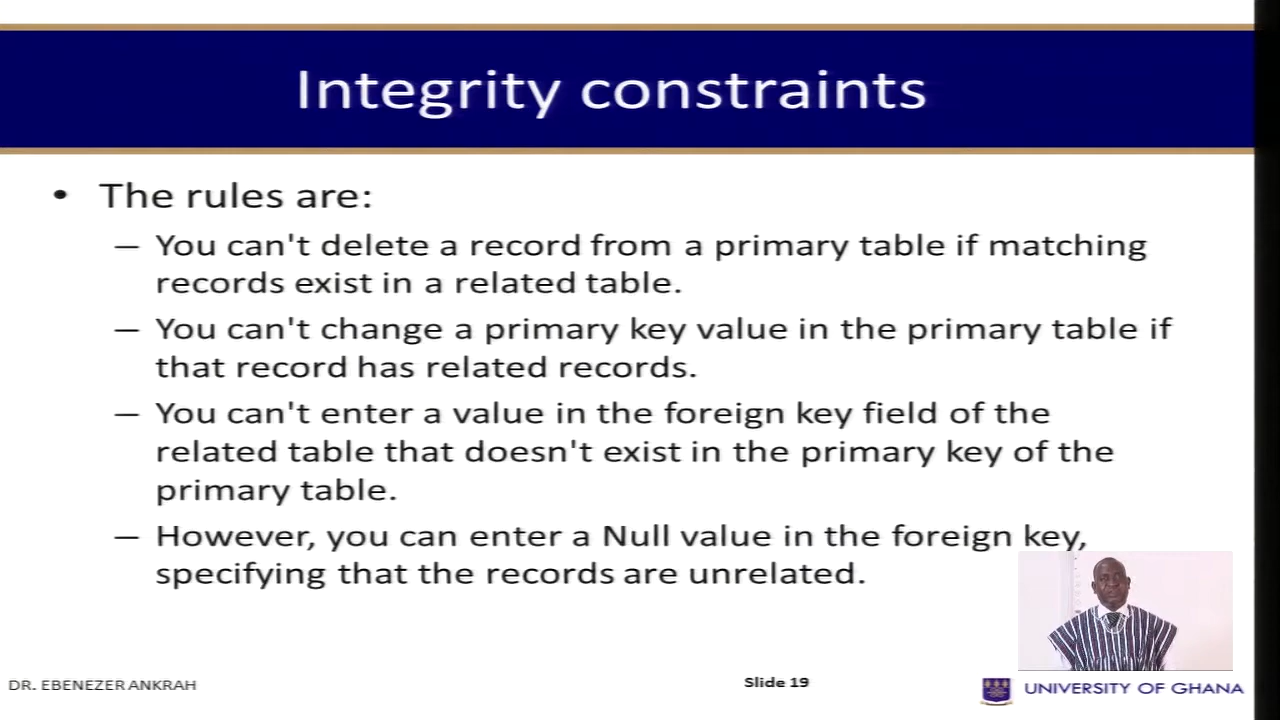 Integrity constraints
• The rules are:
– You can't delete a record from a primary table if matching
records exist in a related table.
– You can't change a primary key value in the primary table if
that record has related records.
– You can't enter a value in the foreign key field of the
related table that doesn't exist in the primary key of the
primary table.
– However, you can enter a Null value in the foreign key,
specifying that the records are unrelated.
DR. EBENEZER ANKRAH
Slide 19
UNIVERSITY OF GHANA